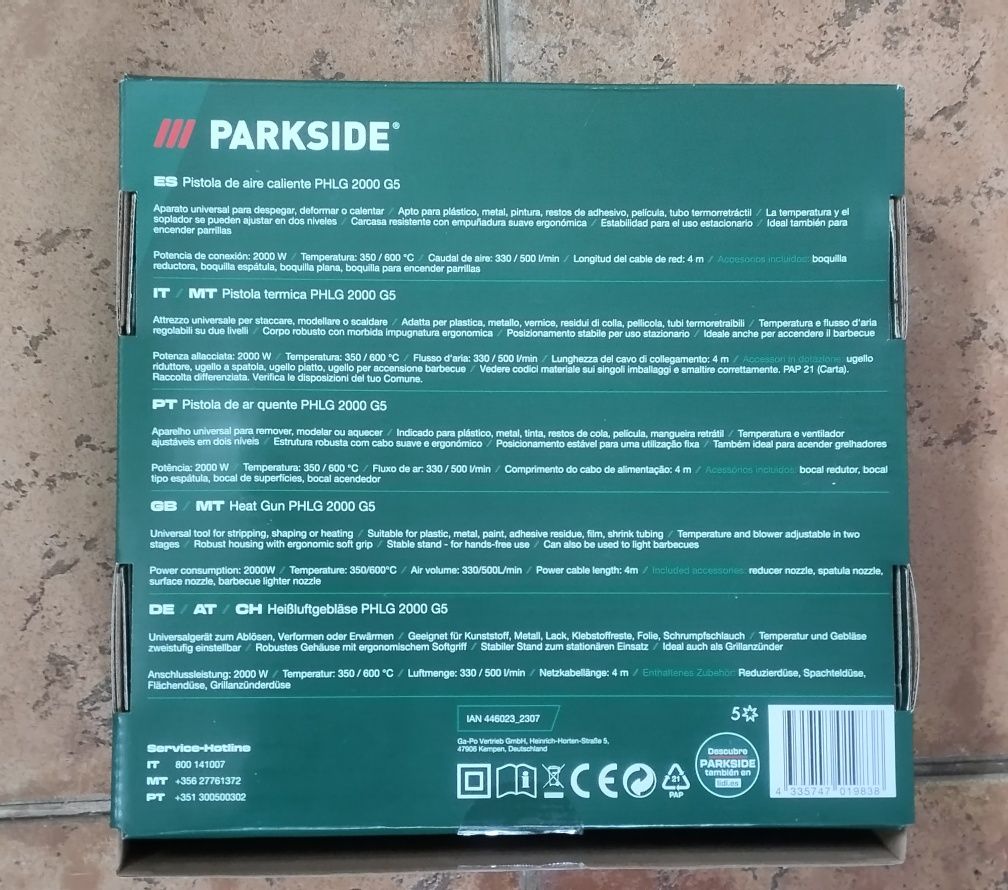 PARKSIDE®
ES Pistola de aire caliente PHLG 2000 G5
Aparato universal para despegar, deformar o calentar / Apto para plástico, metal, pintura, restos de adhesivo, película, tubo termorretráctil / La temperatura y el
soplador se pueden ajustar en dos niveles / Carcasa resistente con empuñadura suave ergonómica / Estabilidad para el uso estacionario / Ideal también para
encender parrillas
Potencia de conexión: 2000 W / Temperatura: 350 / 600 °C / Caudal de aire: 330 / 500 l/min / Longitud del cable de red: 4 m / Accesorios incluidos: boquilla
reductora, boquilla espátula, boquilla plana, boquilla para encender parrillas
IT / MT Pistola termica PHLG 2000 G5
Attrezzo universale per staccare, modellare o scaldare / Adatta per plastica, metallo, vernice, residui di colla, pellicola, tubi termoretraibili / Temperatura e flusso d'aria
regolabili su due livelli / Corpo robusto con morbida impugnatura ergonomica / Posizionamento stabile per uso stazionario / Ideale anche per accendere il barbecue
Potenza allacciata: 2000 W / Temperatura: 350 / 600 °C / Flusso d'aria: 330 / 500 l/min / Lunghezza del cavo di collegamento: 4 m / Accessori in dotazione: ugello
riduttore, ugello a spatola, ugello piatto, ugello per accensione barbecue / Vedere codici materiale sui singoli imballaggi e smaltire correttamente. PAP 21 (Carta).
Raccolta differenziata. Verifica le disposizioni del tuo Comune.
PT Pistola de ar quente PHLG 2000 G5
Aparelho universal para remover, modelar ou aquecer / Indicado para plástico, metal, tinta, restos de cola, película, mangueira retrátil / Temperatura e ventilador
ajustáveis em dois níveis / Estrutura robusta com cabo suave e ergonómico / Posicionamento estável para uma utilização fixa / Também ideal para acender grelhadores
Potência: 2000 W / Temperatura: 350 / 600 °C / Fluxo de ar: 330 / 500 l/min / Comprimento do cabo de alimentação: 4 m / Acessórios incluídos: bocal redutor, bocal
tipo espátula, bocal de superfícies, bocal acendedor
GB / MT Heat Gun PHLG 2000 G5
Universal tool for stripping, shaping or heating / Suitable for plastic, metal, paint, adhesive residue, film, shrink tubing / Temperature and blower adjustable in two
stages / Robust housing with ergonomic soft grip / Stable stand - for hands-free use / Can also be used to light barbecues
Power consumption: 2000W / Temperature: 350/600°C / Air volume: 330/500L/min / Power cable length: 4m / Included accessories: reducer nozzle, spatula nozzle,
surface nozzle, barbecue lighter nozzle
DE / AT / CH Heißluftgebläse PHLG 2000 G5
Universalgerät zum Ablösen, Verformen oder Erwärmen / Geeignet für Kunststoff, Metall, Lack, Klebstoffreste, Folie, Schrumpfschlauch / Temperatur und Gebläse
zweistufig einstellbar / Robustes Gehäuse mit ergonomischem Softgriff / Stabiler Stand zum stationären Einsatz / Ideal auch als Grillanzünder
Anschlussleistung: 2000 W / Temperatur: 350 / 600 °C / Luftmenge: 330 / 500 l/min / Netzkabellänge: 4 m / Enthaltenes Zubehör: Reduzierdüse, Spachteldüse,
Flächendüse, Grillanzünderdüse
Service-Hotline
IT 800 141007
MT +356 27761372
PT +351 300500302
IAN 446023_2307
Ga-Po Vertrieb GmbH, Heinrich-Horten-Straße 5,
47906 Kempen, Deutschland
CE
21
PAP
5
Descubre
PARKSIDE
también en
lidl.es
4 335747 019838